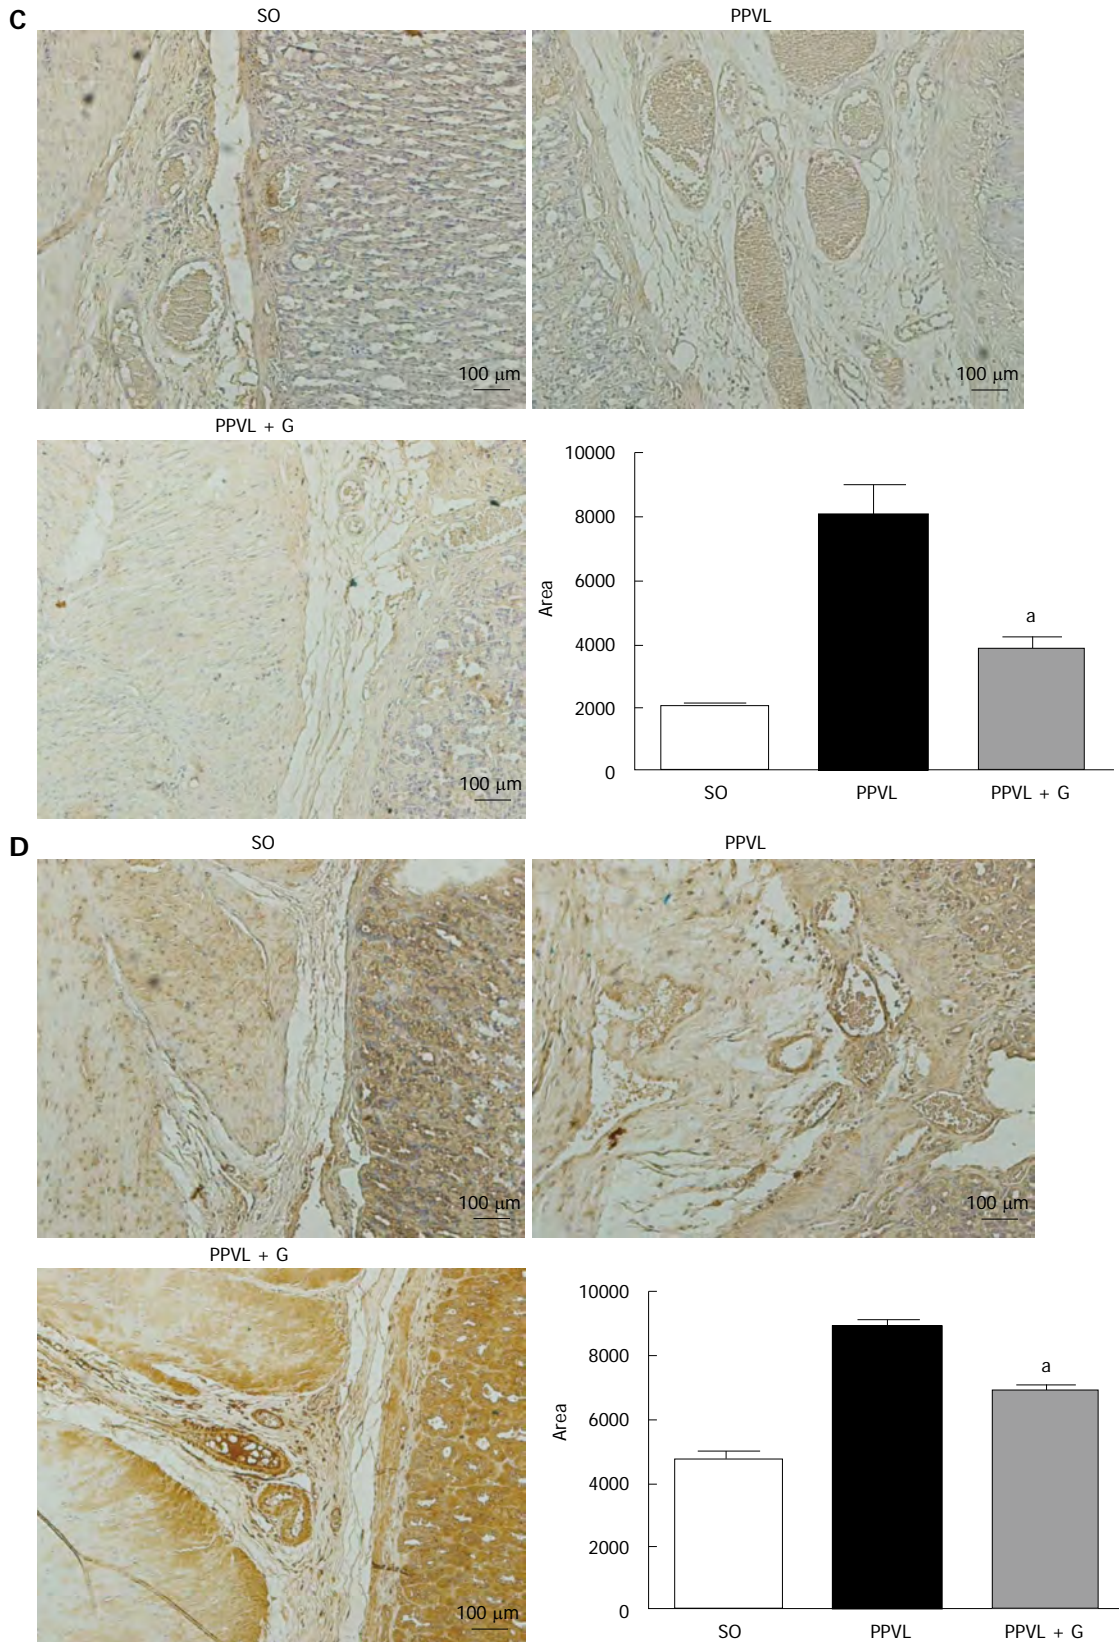 C
SO
PPVL
100 μm
100 μm
PPVL + G
100 μm
10000
8000
6000
4000
2000
0
Area
a
SO
PPVL
PPVL + G
D
SO
PPVL
100 μm
100 μm
PPVL + G
100 μm
10000
8000
6000
4000
2000
0
Area
a
SO
PPVL
PPVL + G